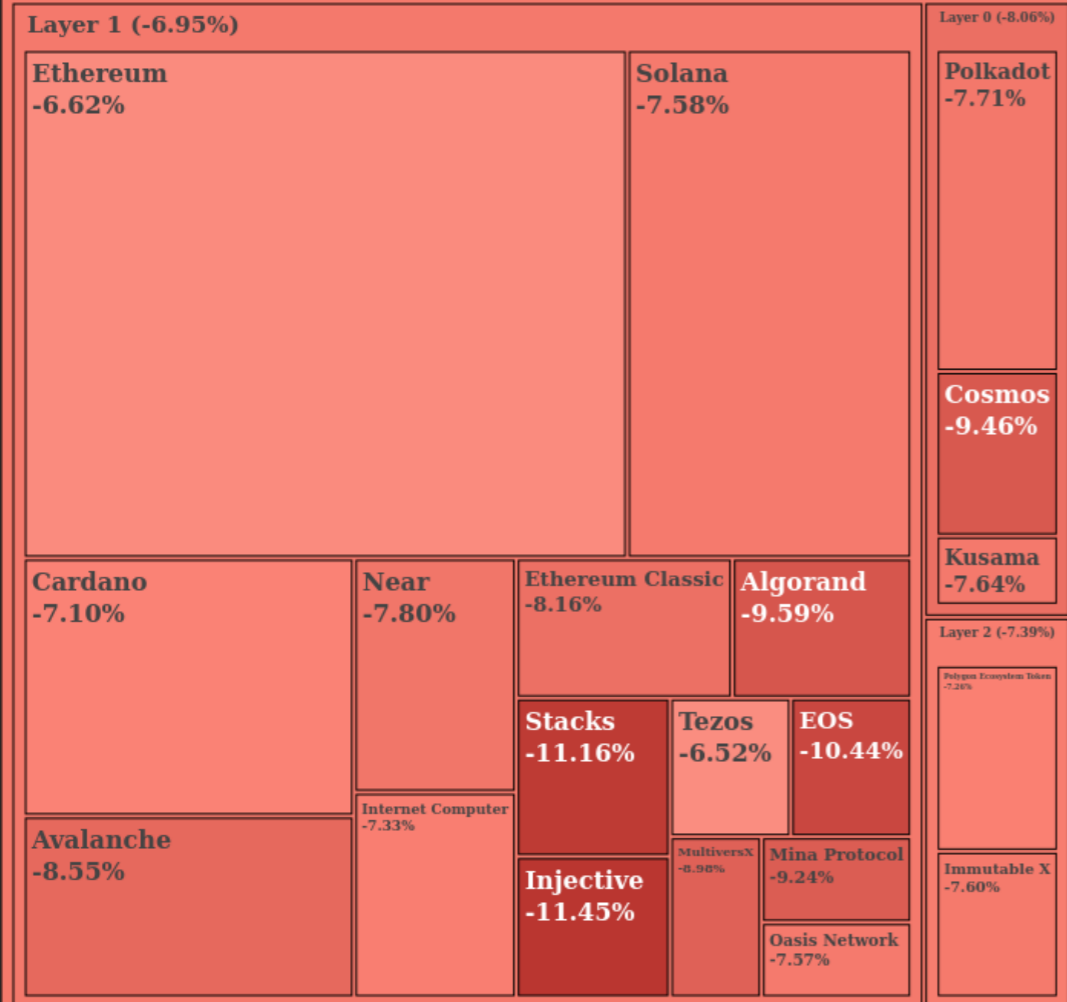 Layer 1 (-6.95%)
Ethereum
-6.62%
Solana
-7.58%
Cardano
-7.10%
Avalanche
-8.55%
Near
-7.80%
Internet Computer
-7.33%
Ethereum Classic
-8.16%
Algorand
-9.59%
Stacks
-11.16%
Injective
-11.45%
Tezos
-6.52%
EOS
-10.44%
MultiversX
-8.98%
Mina Protocol
-9.24%
Oasis Network
-7.57%
Layer 0 (-8.06%)
Polkadot
-7.71%
Cosmos
-9.46%
Kusama
-7.64%
Layer 2 (-7.39%)
Polygon Ecosystem Token
-7.26%
Immutable X
-7.60%